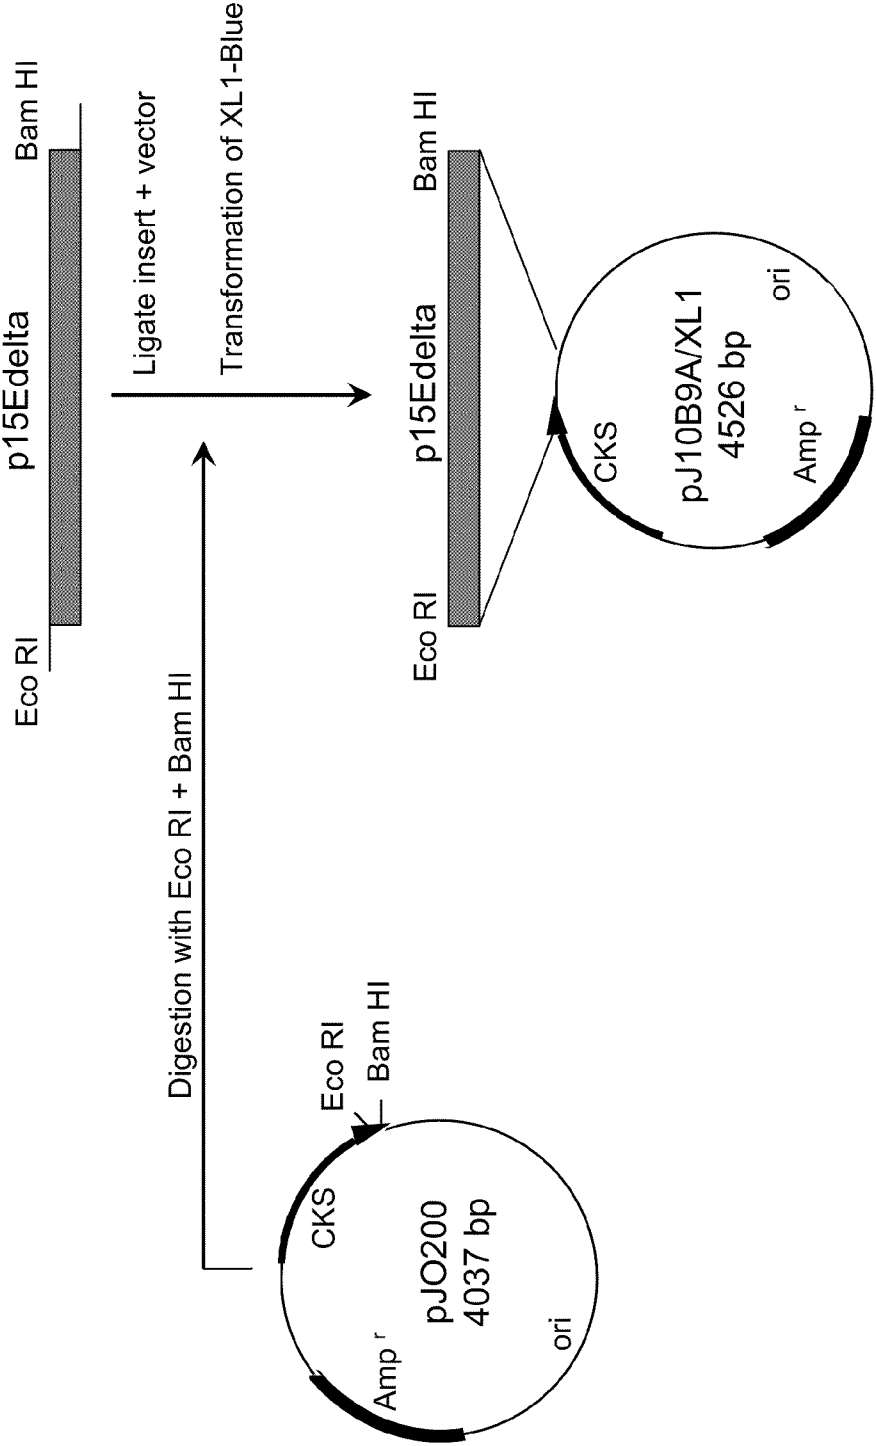 p15Edelta
Eco RI
Bam HI
Digestion with Eco RI + Bam HI
Ligate insert + vector
Transformation of XL1-Blue
CKS
Eco RI
Bam HI
Amp r
pJO200
4037 bp
ori
p15Edelta
Eco RI
Bam HI
CKS
pJ10B9A/XL1
4526 bp
Amp r
ori